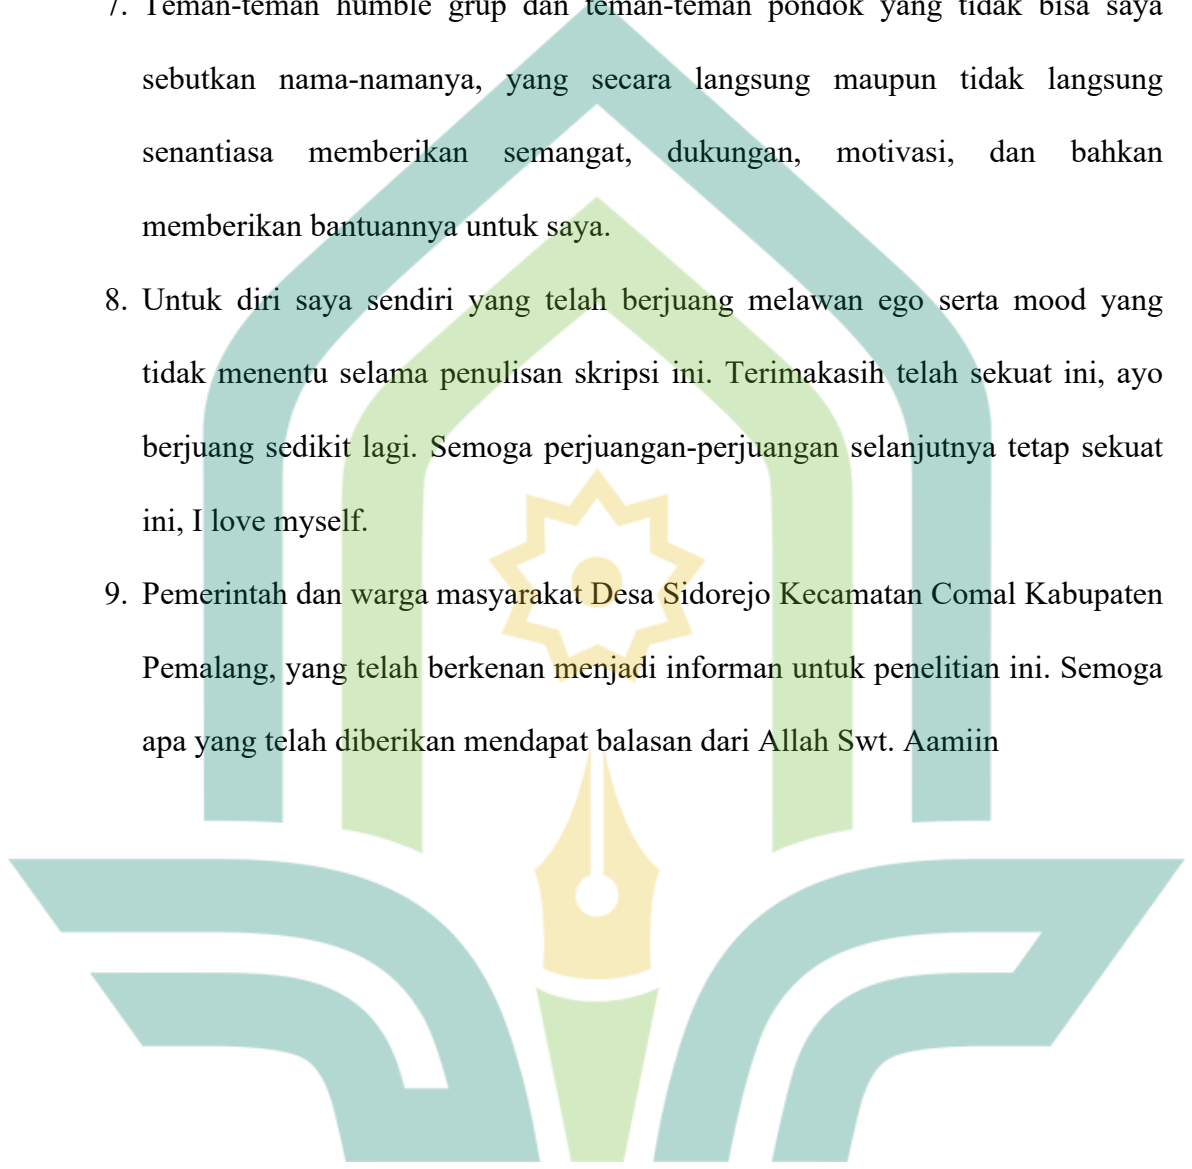 7. Teman-teman humble grup dan teman-teman pondok yang tidak bisa saya
sebutkan nama-namanya, yang secara langsung maupun tidak langsung
senantiasa memberikan semangat, dukungan, motivasi, dan bahkan
memberikan bantuannya untuk saya.
8. Untuk diri saya sendiri yang telah berjuang melawan ego serta mood yang
tidak menentu selama penulisan skripsi ini. Terimakasih telah sekuat ini, ayo
berjuang sedikit lagi. Semoga perjuangan-perjuangan selanjutnya tetap sekuat
ini, I love myself.
9. Pemerintah dan warga masyarakat Desa Sidorejo Kecamatan Comal Kabupaten
Pemalang, yang telah berkenan menjadi informan untuk penelitian ini. Semoga
apa yang telah diberikan mendapat balasan dari Allah Swt. Aamiin